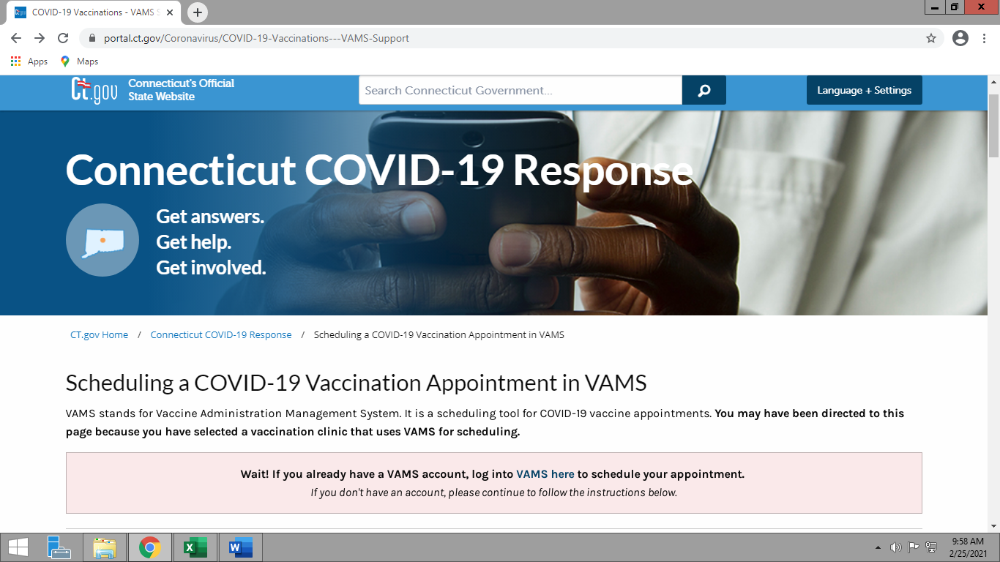 COVID-19 Vaccinations - VAMS S
portal.ct.gov/Coronavirus/COVID-19-Vaccinations---VAMS-Support
Apps
Maps
Ct.gov
Connecticut's Official
State Website
Search Connecticut Government...
Language + Settings
Connecticut COVID-19 Response
Get answers.
Get help.
Get involved.
CT.gov Home / Connecticut COVID-19 Response / Scheduling a COVID-19 Vaccination Appointment in VAMS
Scheduling a COVID-19 Vaccination Appointment in VAMS
VAMS stands for Vaccine Administration Management System. It is a scheduling tool for COVID-19 vaccine appointments. You may have been directed to this
page because you have selected a vaccination clinic that uses VAMS for scheduling.
Wait! If you already have a VAMS account, log into VAMS here to schedule your appointment.
If you don't have an account, please continue to follow the instructions below.
9:58 AM
2/25/2021